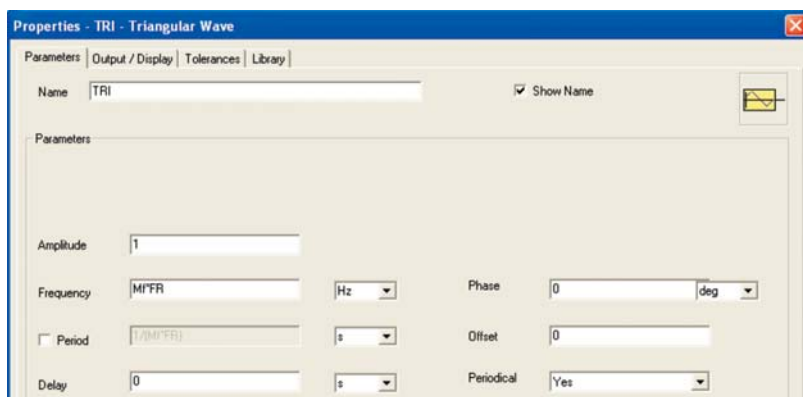 Properties - TRI - Triangular Wave
Parameters Output / Display Tolerances Library
Name TRI Show Name
Parameters
Amplitude 1
Frequency Mf*FR Hz Phase 0 deg
Period 1/(Mf*FR) s Offset 0
Delay 0 s Periodical Yes